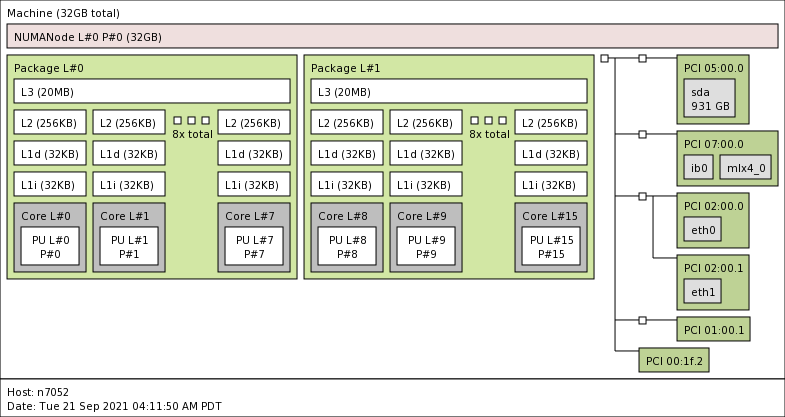 Machine (32GB total)
NUMANode L#0 P#0 (32GB)
Package L#0
L3 (20MB)
L2 (256KB) L2 (256KB) 8x total L2 (256KB)
L1d (32KB) L1d (32KB) L1d (32KB)
L1i (32KB) L1i (32KB) L1i (32KB)
Core L#0 Core L#1 Core L#7
PU L#0 PU L#1 PU L#7
P#0 P#1 P#7
Package L#1
L3 (20MB)
L2 (256KB) L2 (256KB) 8x total L2 (256KB)
L1d (32KB) L1d (32KB) L1d (32KB)
L1i (32KB) L1i (32KB) L1i (32KB)
Core L#8 Core L#9 Core L#15
PU L#8 PU L#9 PU L#15
P#8 P#9 P#15
PCI 05:00.0
sda
931 GB
PCI 07:00.0
ib0 mlx4_0
PCI 02:00.0
eth0
PCI 02:00.1
eth1
PCI 01:00.1
PCI 00:1f.2
Host: n7052
Date: Tue 21 Sep 2021 04:11:50 AM PDT